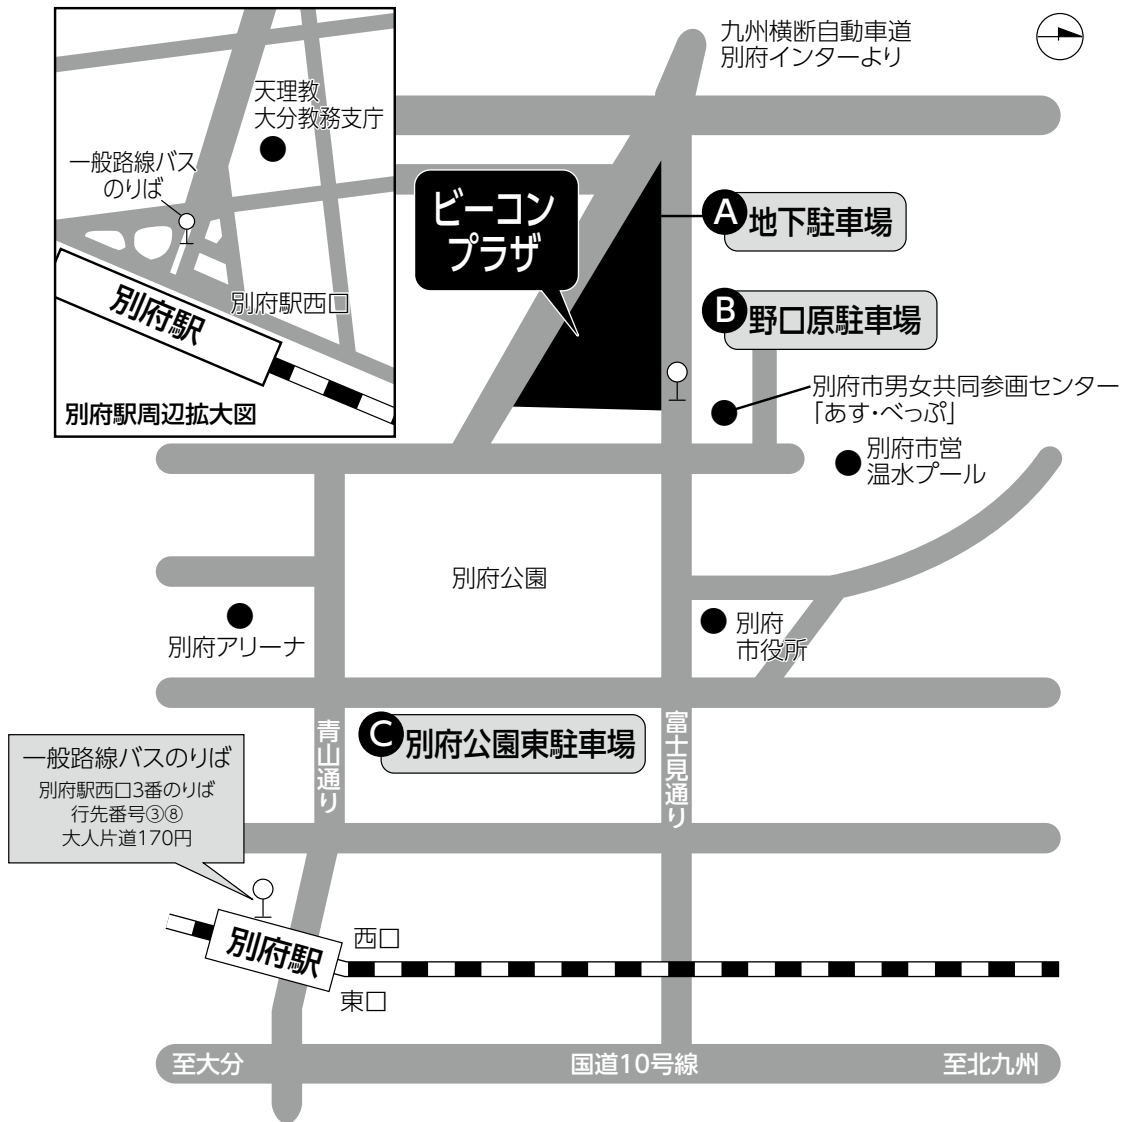 九州横断自動車道
別府インターより
天理教
大分教務支庁
一般路線バス
のりば
別府駅西口
別府駅
別府駅周辺拡大図
ビーコン
プラザ
A 地下駐車場
B 野口原駐車場
別府市男女共同参画センター
「あす・べっぷ」
別府市営
温水プール
別府公園
別府アリーナ
別府
市役所
青山通り
C 別府公園東駐車場
富士見通り
一般路線バスのりば
別府駅西口3番のりば
行先番号③⑧
大人片道170円
別府駅
西口
東口
至大分
国道10号線
至北九州